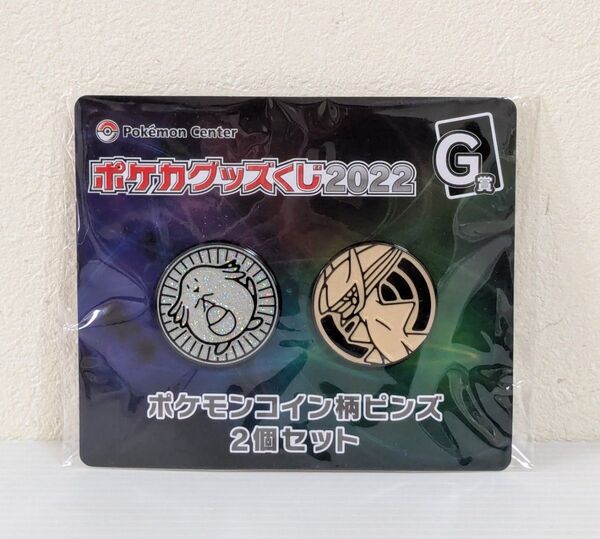 Pokémon Center
ポケカグッズくじ2022
G賞
ポケモンコイン柄ピンズ
2個セット